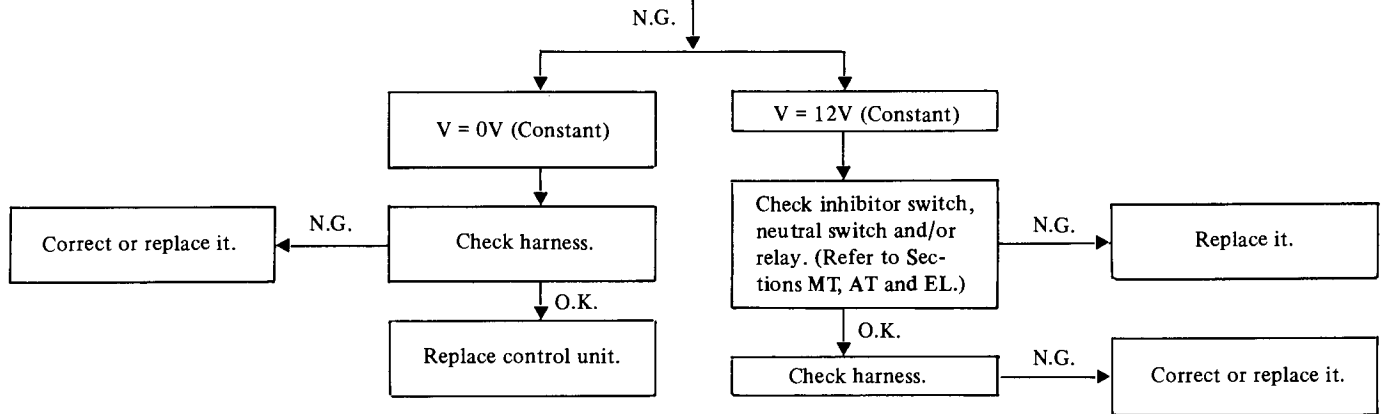 N.G.
V = 0V (Constant)
V = 12V (Constant)
Correct or replace it.
N.G.
Check harness.
Check inhibitor switch,
neutral switch and/or
relay. (Refer to Sec-
tions MT, AT and EL.)
N.G.
Replace it.
O.K.
Replace control unit.
O.K.
Check harness.
N.G.
Correct or replace it.